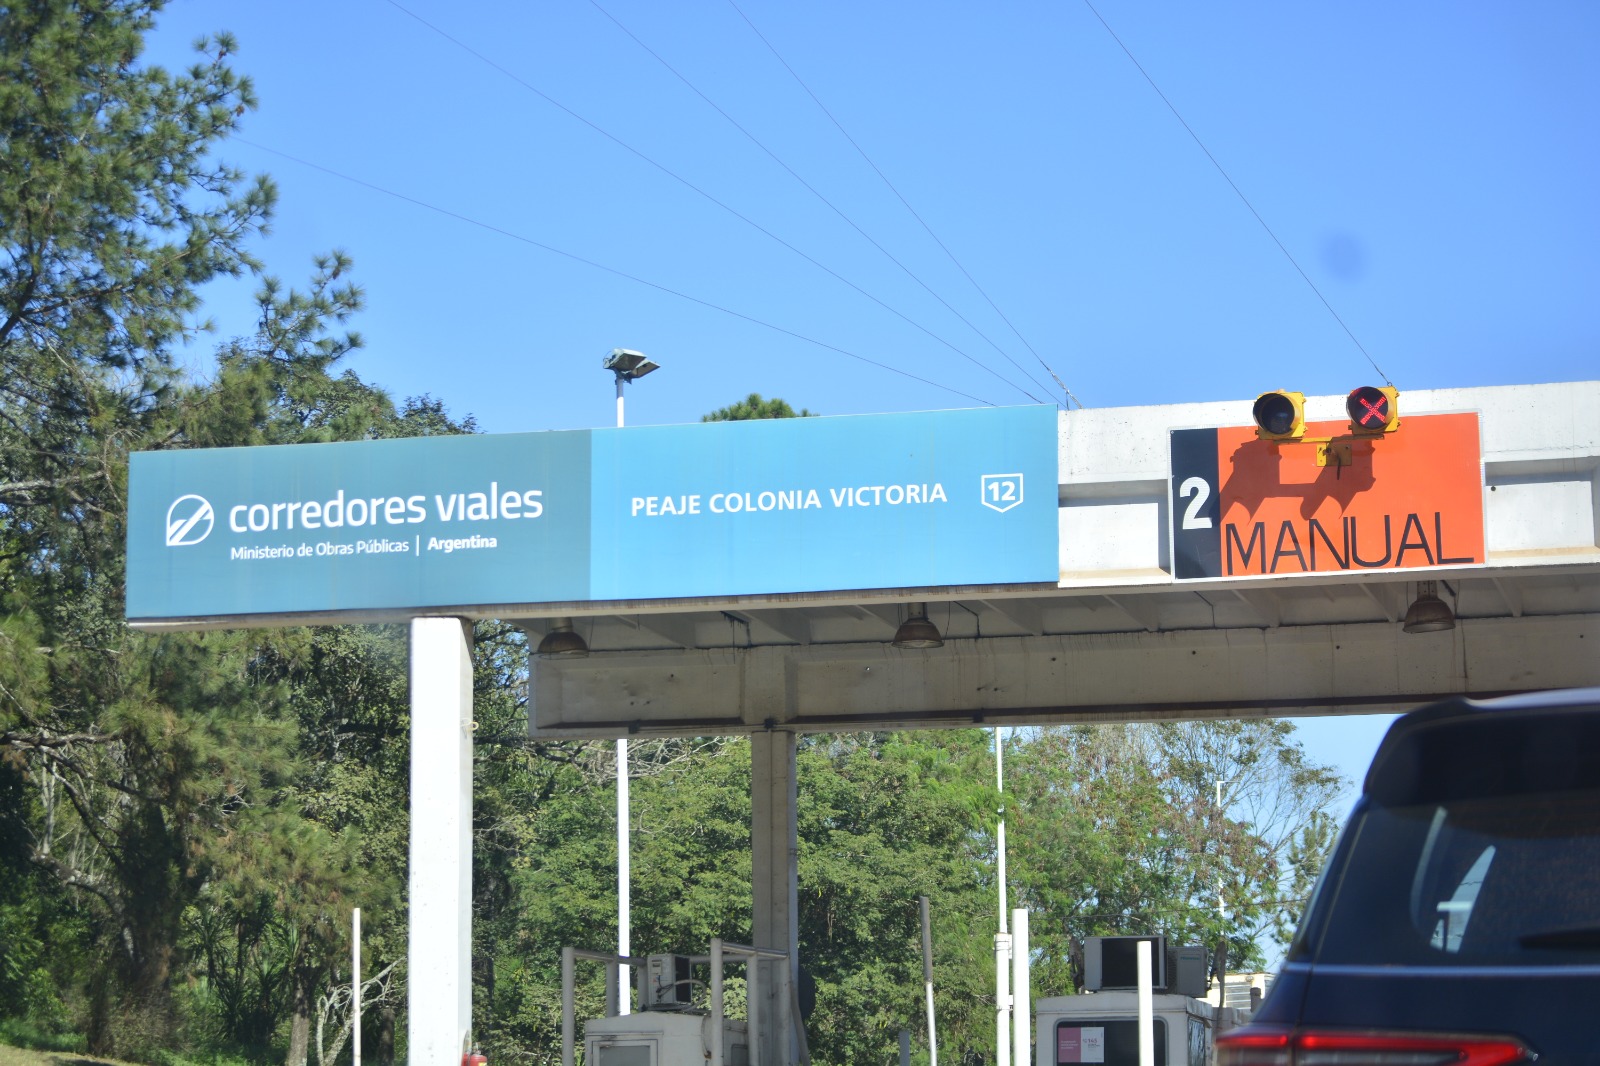 corredores viales
Ministerio de Obras Públicas | Argentina
PEAJE COLONIA VICTORIA
12
2
MANUAL